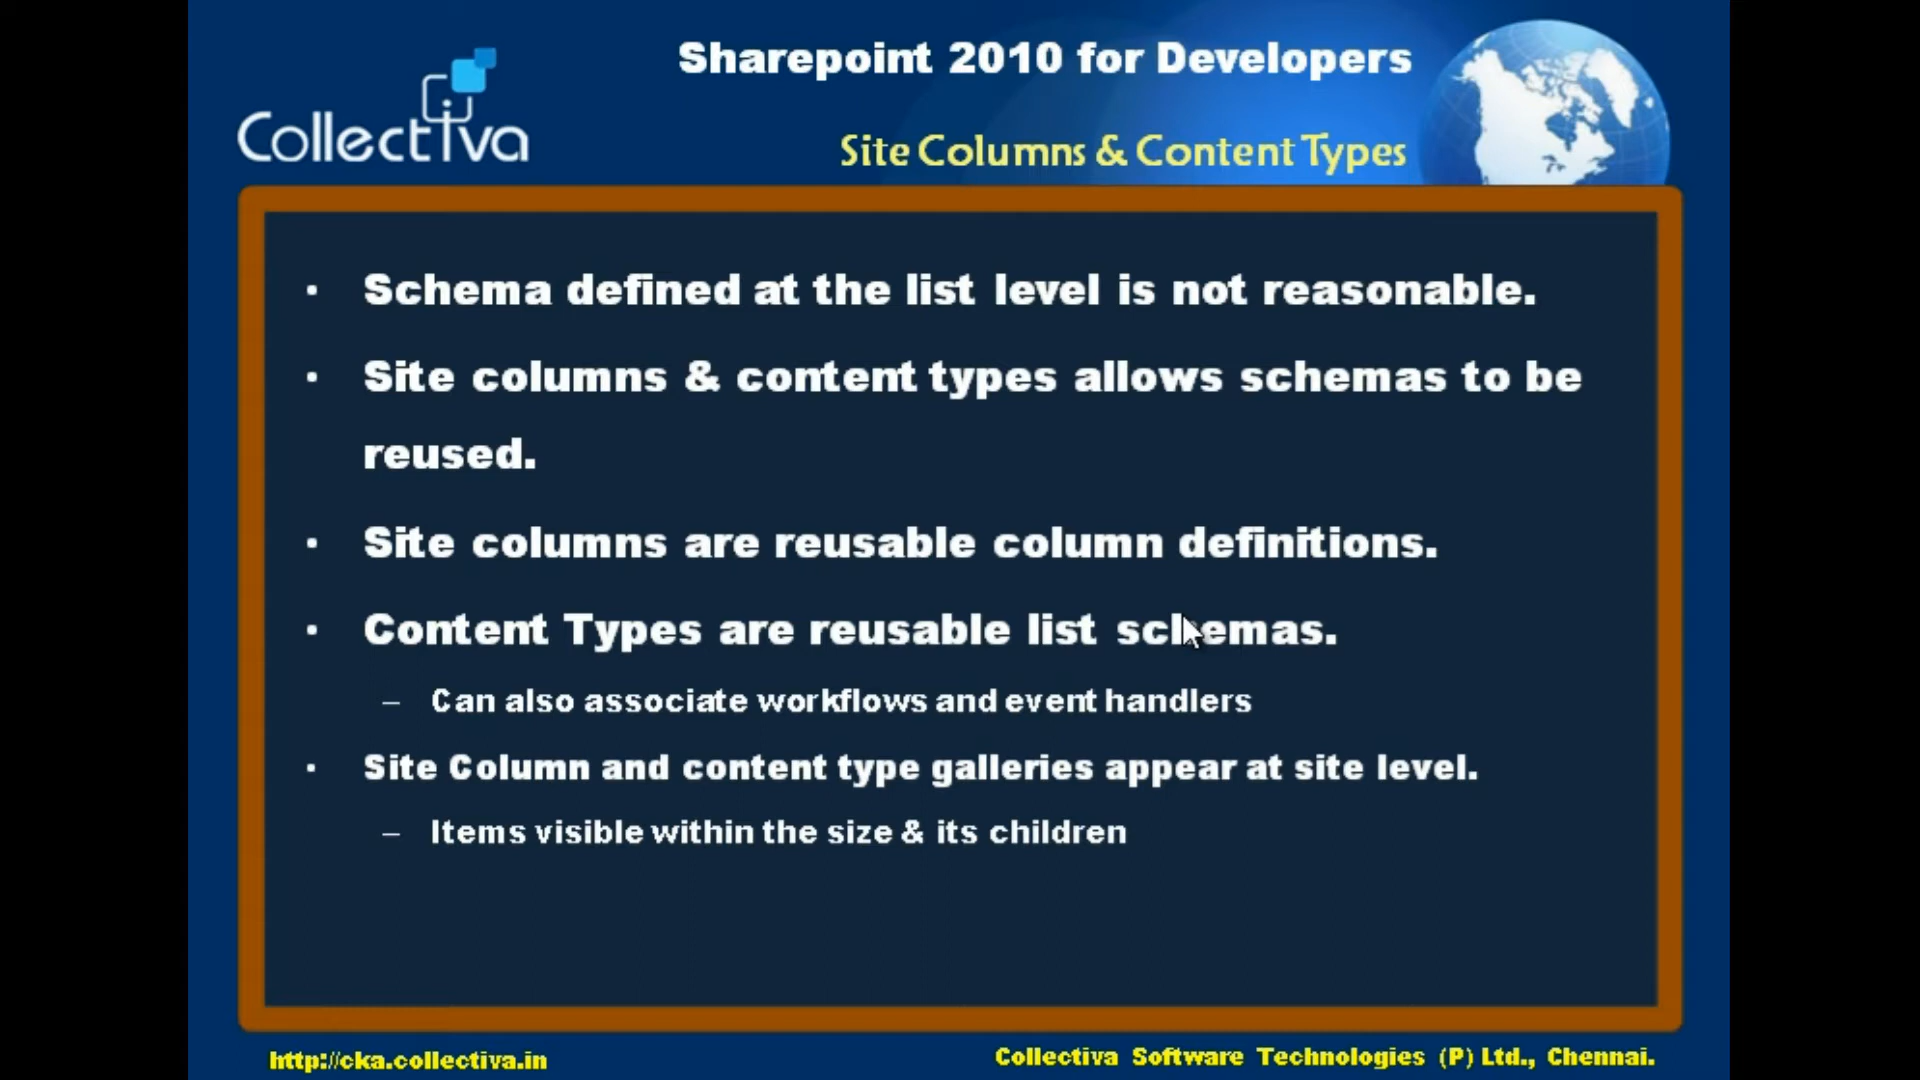 Collectiva
Sharepoint 2010 for Developers
Site Columns & Content Types
• Schema defined at the list level is not reasonable.
• Site columns & content types allows schemas to be
reused.
• Site columns are reusable column definitions.
• Content Types are reusable list schemas.
– Can also associate workflows and event handlers
• Site Column and content type galleries appear at site level.
– Items visible within the size & its children
http://cka.collectiva.in
Collectiva Software Technologies (P) Ltd., Chennai.